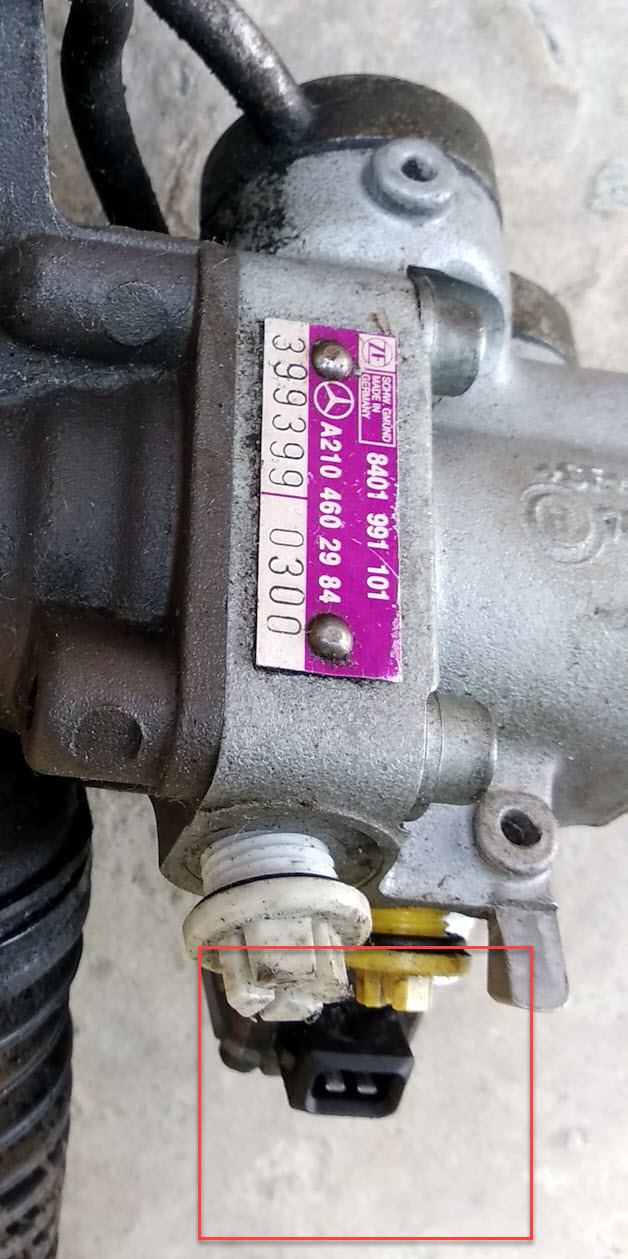 ZF
SCHW. GMUND
MADE IN
GERMANY
8401 991 101
A210 460 29 84
399399 0300